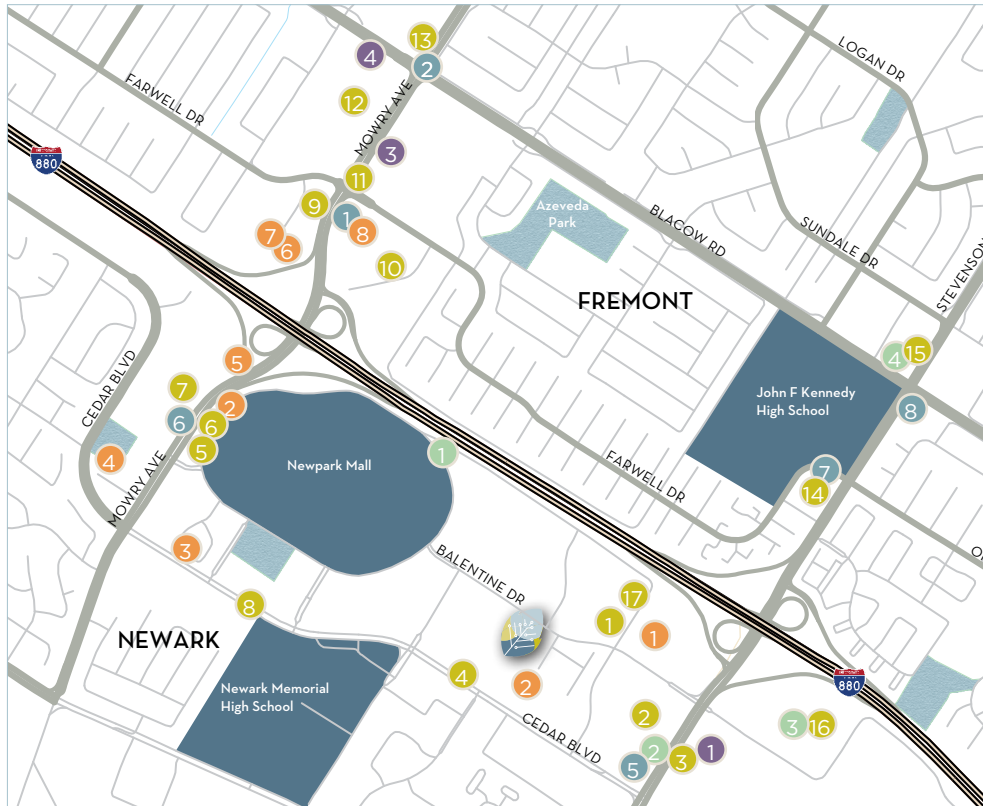 13
4
2
LOGAN DR
FARWELL DR
12
MOWRY AVE
3
880
11
9
1
8
7
6
10
Azeveda
Park
BLACOW RD
SUNDALE DR
STEVENSON
FREMONT
5
4
15
CEDAR BLVD
7
2
6
6
5
John F Kennedy
High School
8
4
1
Newpark Mall
MOWRY AVE
FARWELL DR
7
14
3
BALENTINE DR
8
NEWARK
17
1
1
4
2
880
Newark Memorial
High School
CEDAR BLVD
2
3
16
2
3
1
5